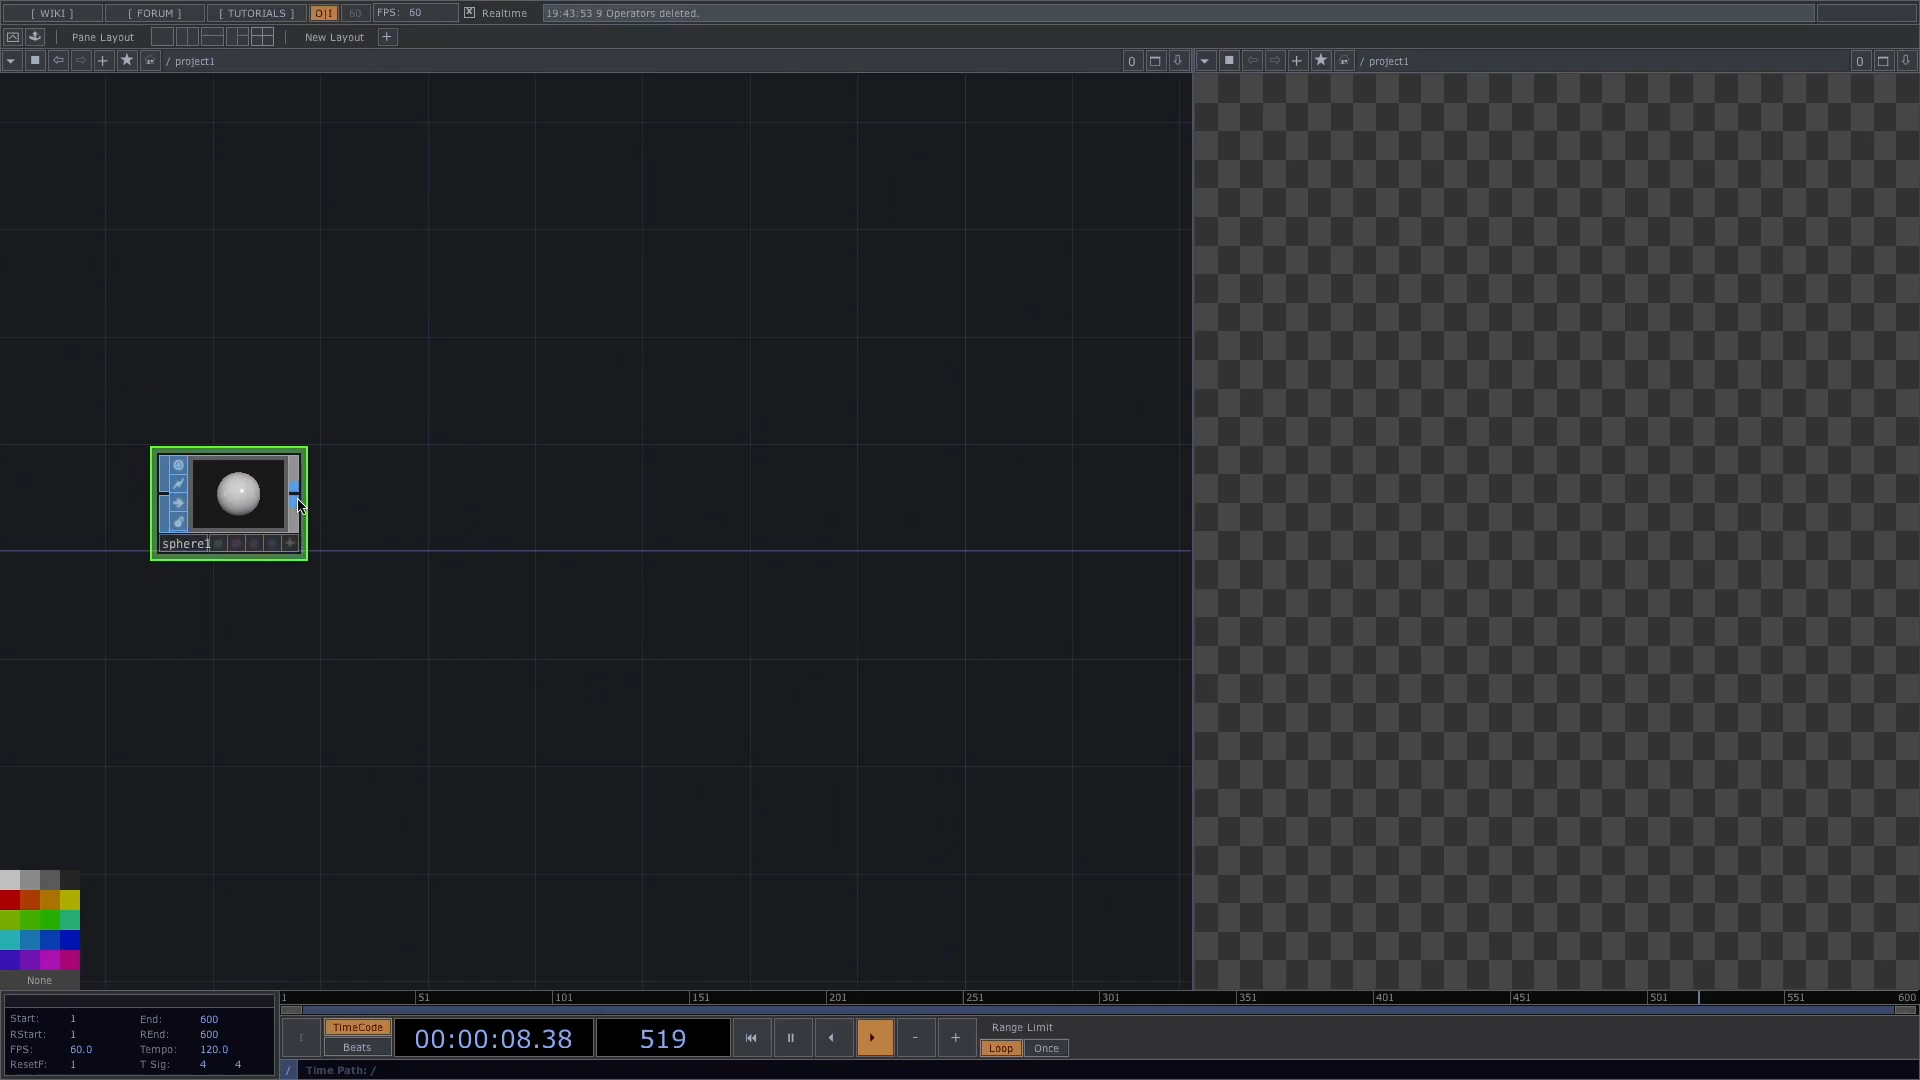 [ WIKI ] [ FORUM ] [ TUTORIALS ] O|I 60 FPS: 60 Realtime 19:43:53 9 Operators deleted.
Pane Layout New Layout +
/ project1 0 / project1 0
sphere1
None
1 51 101 151 201 251 301 351 401 451 501 551 600
Start: 1 End: 600
RStart: 1 REnd: 600
FPS: 60.0 Tempo: 120.0
ResetF: 1 T Sig: 4 4
TimeCode
Beats
00:00:08.38 519 - +
Range Limit
Loop Once
/ Time Path: /